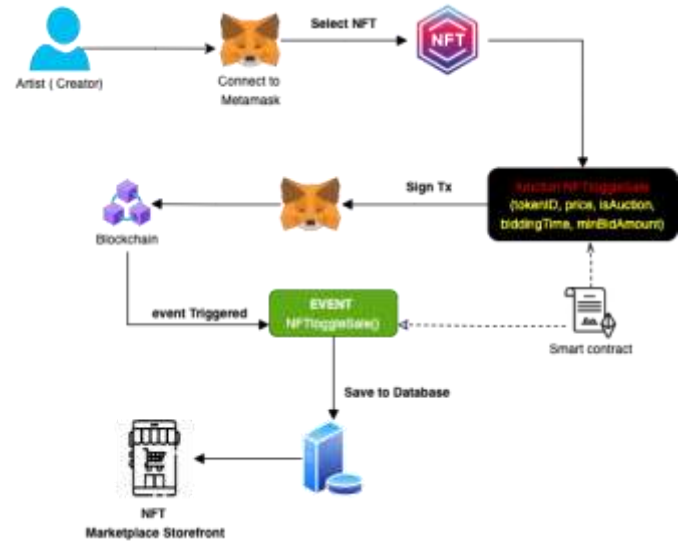 Select NFT
NFT
Artist ( Creator)
Connect to
Metamask
function NFTtoggleSale
(tokenID, price, isAuction,
biddingTime, minBidAmount)
Sign Tx
Blockchain
event Triggered
EVENT
NFTtoggleSale()
Smart contract
Save to Database
NFT
Marketplace Storefront